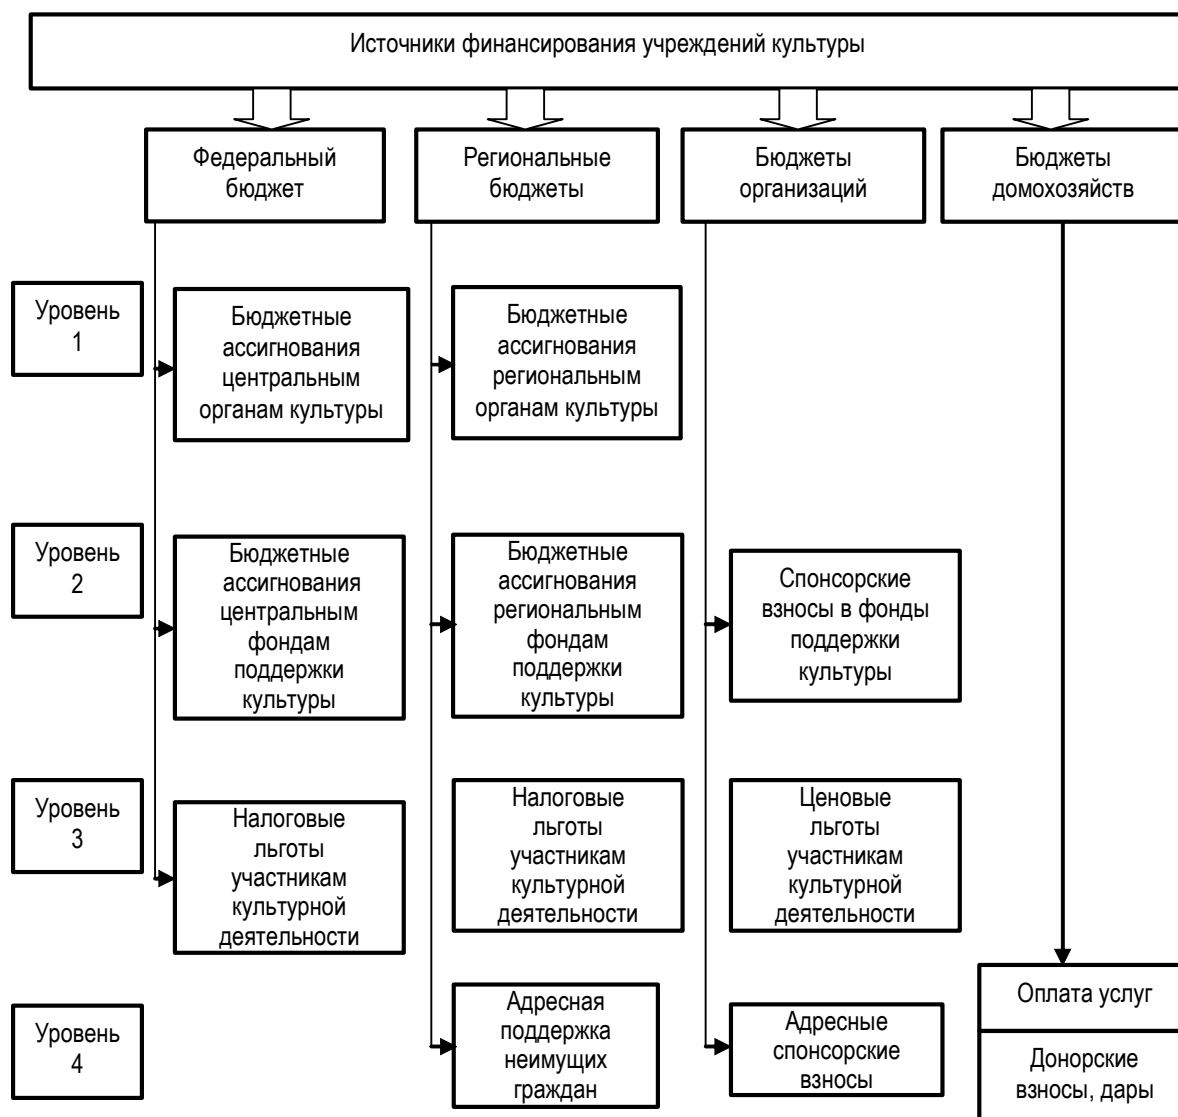 Источники финансирования учреждений культуры
Федеральный
бюджет
Региональные
бюджеты
Бюджеты
организаций
Бюджеты
домохозяйств
Уровень
1
Бюджетные
ассигнования
центральным
органам культуры
Бюджетные
ассигнования
региональным
органам культуры
Уровень
2
Бюджетные
ассигнования
центральным
фондам
поддержки
культуры
Бюджетные
ассигнования
региональным
фондам
поддержки
культуры
Спонсорские
взносы в фонды
поддержки
культуры
Уровень
3
Налоговые
льготы
участникам
культурной
деятельности
Налоговые
льготы
участникам
культурной
деятельности
Ценовые
льготы
участникам
культурной
деятельности
Уровень
4
Адресная
поддержка
неимущих
граждан
Адресные
спонсорские
взносы
Оплата услуг
Донорские
взносы, дары